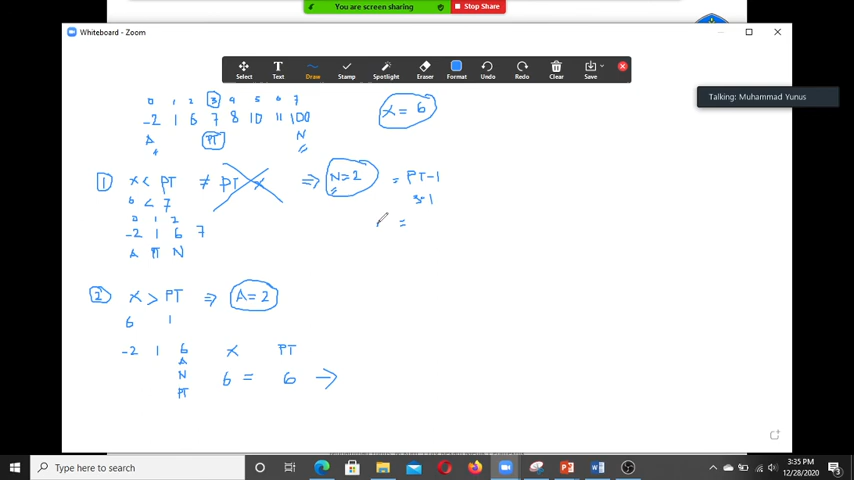 You are screen sharing
Stop Share
Whiteboard - Zoom
Select Text Draw Stamp Spotlight Eraser Format Undo Redo Clear Save
Talking: Muhammad Yunus
0 1 2 3 4 5 6 7
-2 1 6 7 8 10 11 100
A PT N
X = 6
1 X < PT ≠ PT X ⇒ N=2 = PT-1
6 < 7 3-1
0 1 2
-2 1 6 7
=
A PT N
2 X > PT ⇒ A=2
6 1
-2 1 6 X PT
A
N 6 = 6 →
PT
Type here to search
3:35 PM
12/28/2020
3